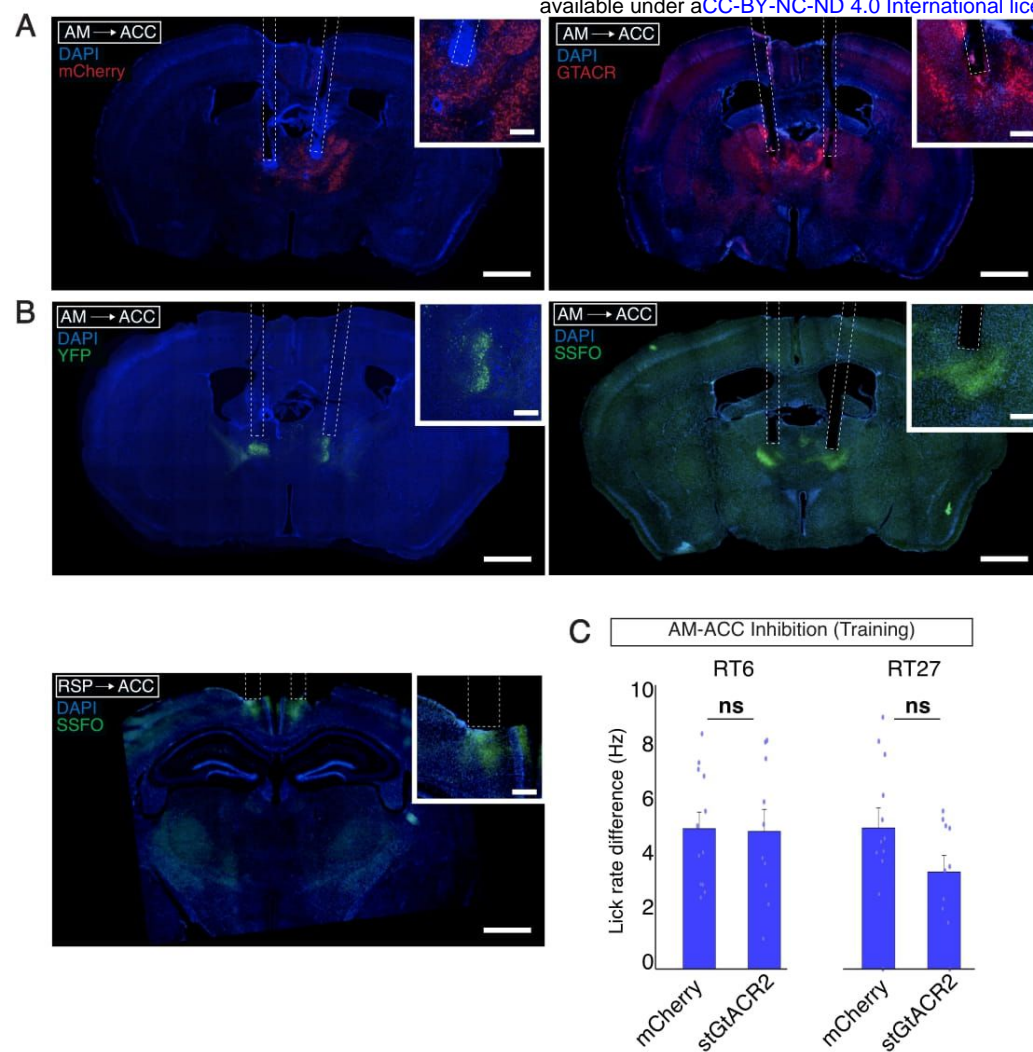 available under aCC-BY-NC-ND 4.0 International lice
A
AM → ACC
DAPI
mCherry
AM → ACC
DAPI
GTACR
B
AM → ACC
DAPI
YFP
AM → ACC
DAPI
SSFO
RSP → ACC
DAPI
SSFO
C
AM-ACC Inhibition (Training)
RT6
RT27
Lick rate difference (Hz)
10
8
6
4
2
0
ns
ns
mCherry
stGtACR2
mCherry
stGtACR2